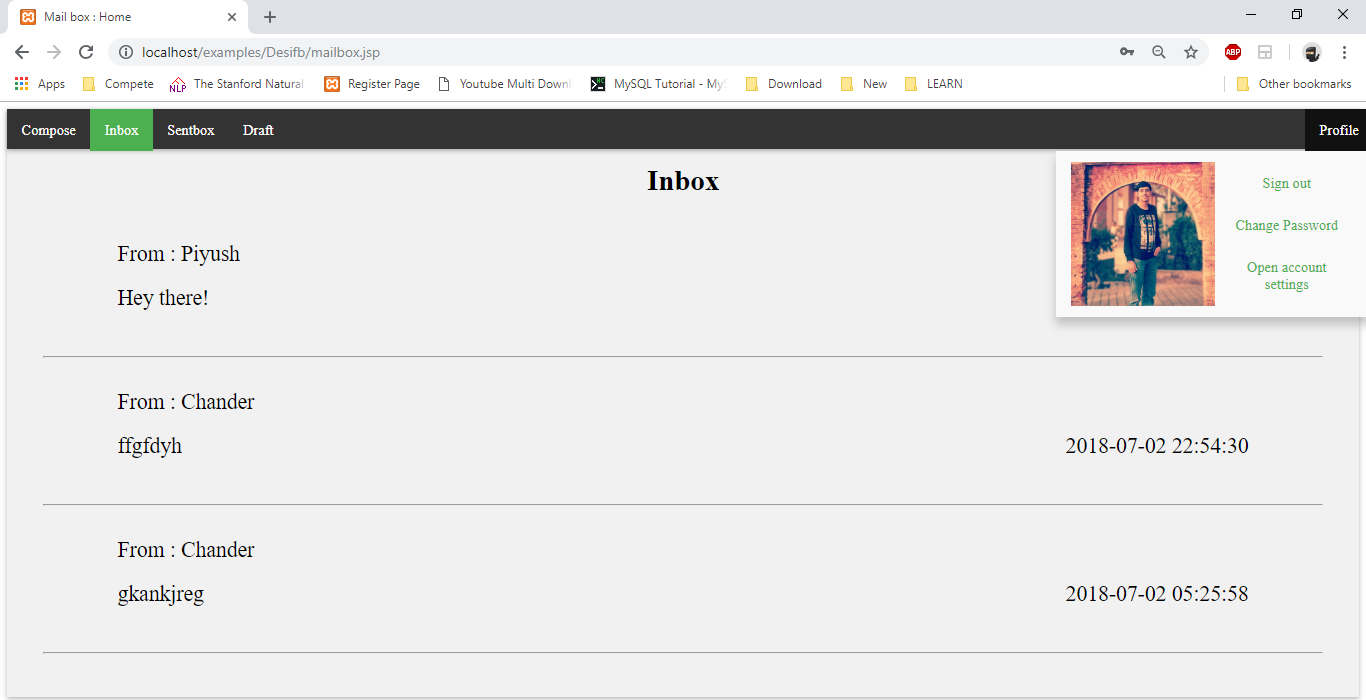 Mail box : Home
localhost/examples/Desifb/mailbox.jsp
ABP
Apps Compete NLP The Stanford Natural Register Page Youtube Multi Down MySQL Tutorial - My Download New LEARN Other bookmarks
Compose Inbox Sentbox Draft Profile
Inbox
Sign out
Change Password
Open account
settings
From : Piyush
Hey there!
From : Chander
ffgfdyh 2018-07-02 22:54:30
From : Chander
gkankjreg 2018-07-02 05:25:58